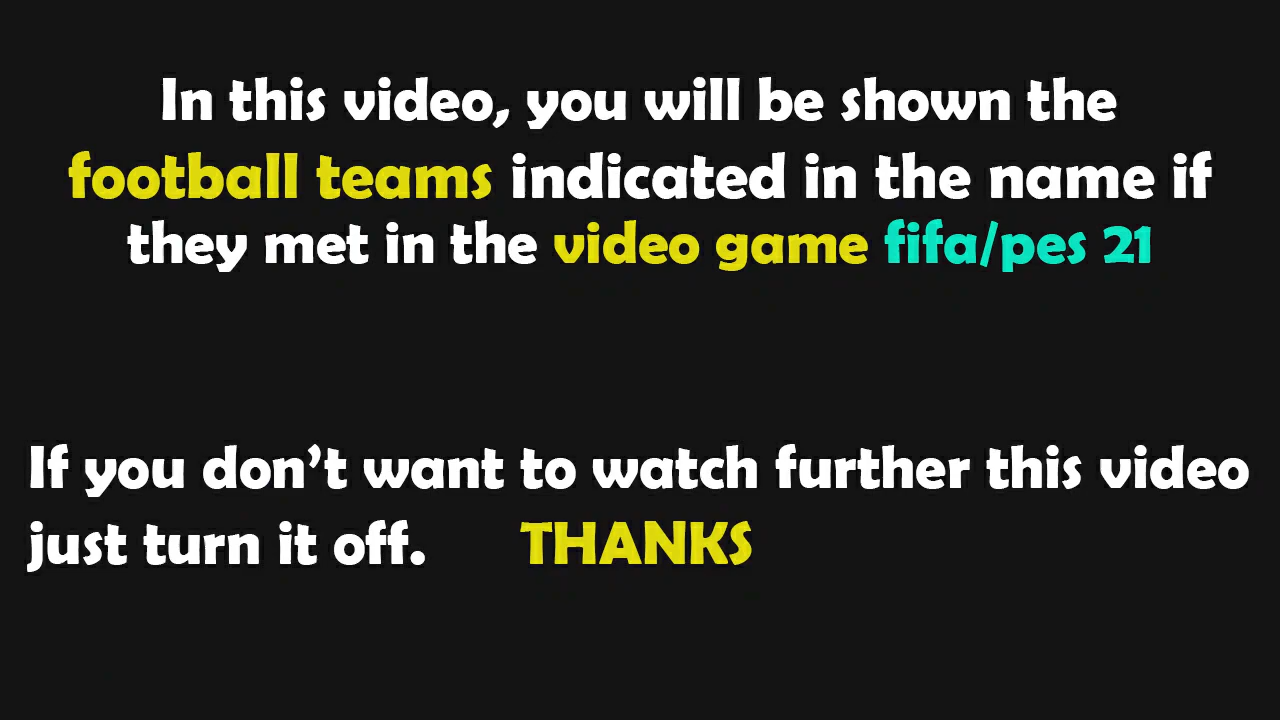 In this video, you will be shown the
football teams indicated in the name if
they met in the video game fifa/pes 21
If you don't want to watch further this video
just turn it off. THANKS